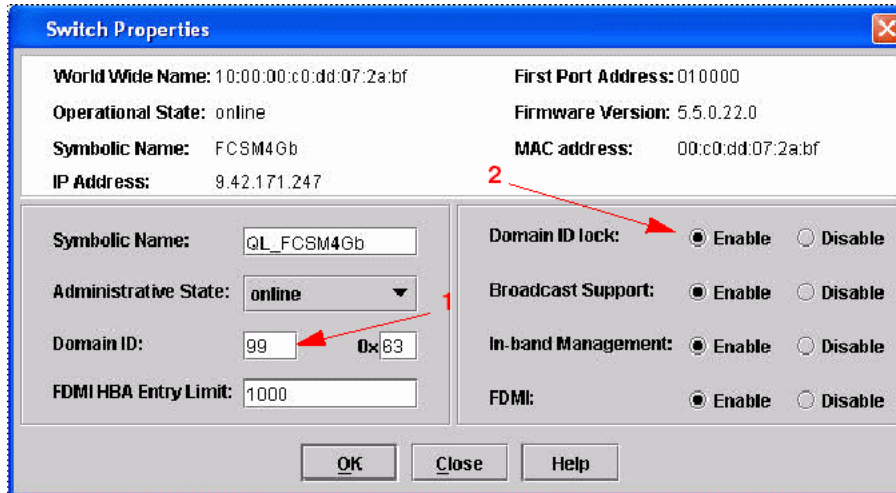 Switch Properties
World Wide Name: 10:00:00:c0:dd:07:2a:bf
First Port Address: 010000
Operational State: online
Firmware Version: 5.5.0.22.0
Symbolic Name: FCSM4Gb
MAC address: 00:c0:dd:07:2a:bf
IP Address: 9.42.171.247
2
Symbolic Name: QL_FCSM4Gb
Domain ID lock: Enable Disable
Administrative State: online
1
Broadcast Support: Enable Disable
Domain ID: 99 0x 63
In-band Management: Enable Disable
FDMI HBA Entry Limit: 1000
FDMI: Enable Disable
OK Close Help